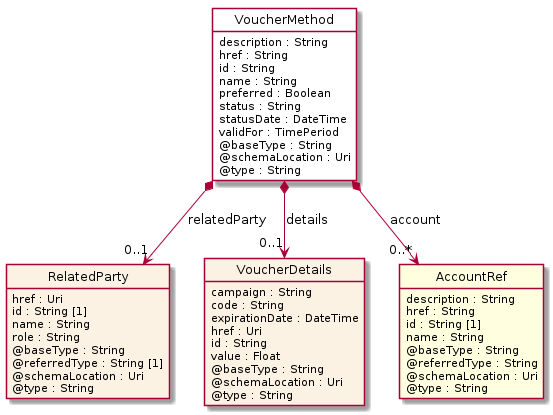 VoucherMethod
description : String
href : String
id : String
name : String
preferred : Boolean
status : String
statusDate : DateTime
validFor : TimePeriod
@baseType : String
@schemaLocation : Uri
@type : String
relatedParty
details
account
0..1
0..1
0..*
RelatedParty
href : Uri
id : String [1]
name : String
role : String
@baseType : String
@referredType : String [1]
@schemaLocation : Uri
@type : String
VoucherDetails
campaign : String
code : String
expirationDate : DateTime
href : Uri
id : String
value : Float
@baseType : String
@schemaLocation : Uri
@type : String
AccountRef
description : String
href : String
id : String [1]
name : String
@baseType : String
@referredType : String
@schemaLocation : Uri
@type : String